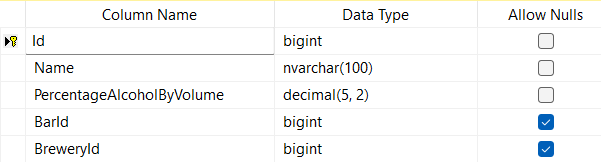 Column Name Data Type Allow Nulls
Id bigint
Name nvarchar(100)
PercentageAlcoholByVolume decimal(5, 2)
BarId bigint
BreweryId bigint